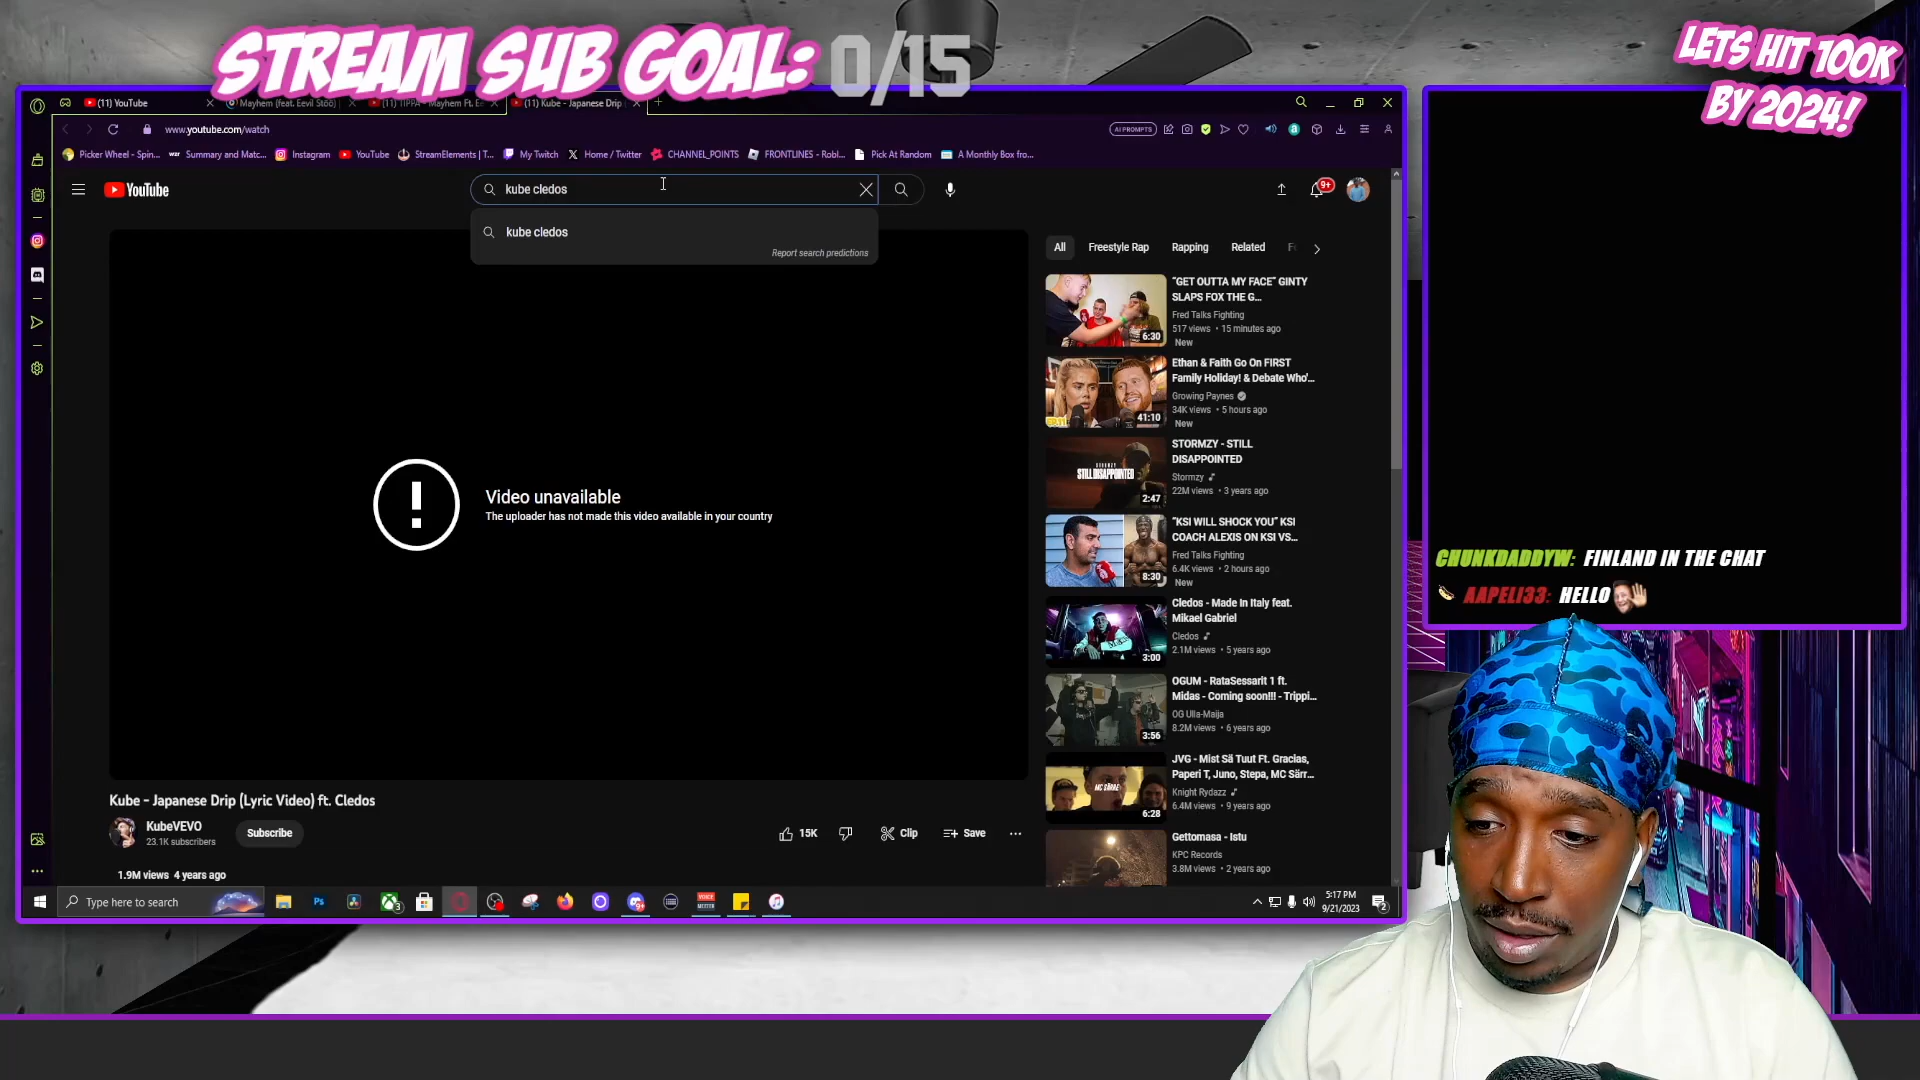 STREAM SUB GOAL: 0/15
LETS HIT 100K
BY 2024!
(11) YouTube
Mayhem (feat. Eevil Stöö)
(11) TIPPA - Mayhem Ft. Ee
(11) Kube - Japanese Drip
www.youtube.com/watch
AI PROMPTS
Picker Wheel - Spin...
Summary and Matc...
Instagram
YouTube
StreamElements | T...
My Twitch
Home / Twitter
CHANNEL_POINTS
FRONTLINES - Robl...
Pick At Random
A Monthly Box fro...
YouTube
kube cledos
9+
kube cledos
Report search predictions
All
Freestyle Rap
Rapping
Related
"GET OUTTA MY FACE" GINTY
SLAPS FOX THE G...
Fred Talks Fighting
517 views • 15 minutes ago
New
6:30
Ethan & Faith Go On FIRST
Family Holiday! & Debate Who'...
Growing Paynes
34K views • 5 hours ago
New
41:10
STORMZY - STILL
DISAPPOINTED
Stormzy
22M views • 3 years ago
STILL DISAPPOINTED
2:47
"KSI WILL SHOCK YOU" KSI
COACH ALEXIS ON KSI VS...
Fred Talks Fighting
6.4K views • 2 hours ago
New
8:30
Cledos - Made In Italy feat.
Mikael Gabriel
Cledos
2.1M views • 5 years ago
3:00
OGUM - RataSessarit 1 ft.
Midas - Coming soon!!! - Trippi...
OG Ulla-Maija
8.2M views • 6 years ago
3:56
JVG - Mist Sä Tuut Ft. Gracias,
Paperi T, Juno, Stepa, MC Särr...
Knight Rydazz
6.4M views • 9 years ago
MC SÄRRE
6:28
Gettomasa - Istu
KPC Records
3.8M views • 2 years ago
Video unavailable
The uploader has not made this video available in your country
Kube - Japanese Drip (Lyric Video) ft. Cledos
KubeVEVO
23.1K subscribers
Subscribe
15K
Clip
Save
1.9M views 4 years ago
CHUNKDADDYW: FINLAND IN THE CHAT
AAPELI33: HELLO
Type here to search
5:17 PM
9/21/2023